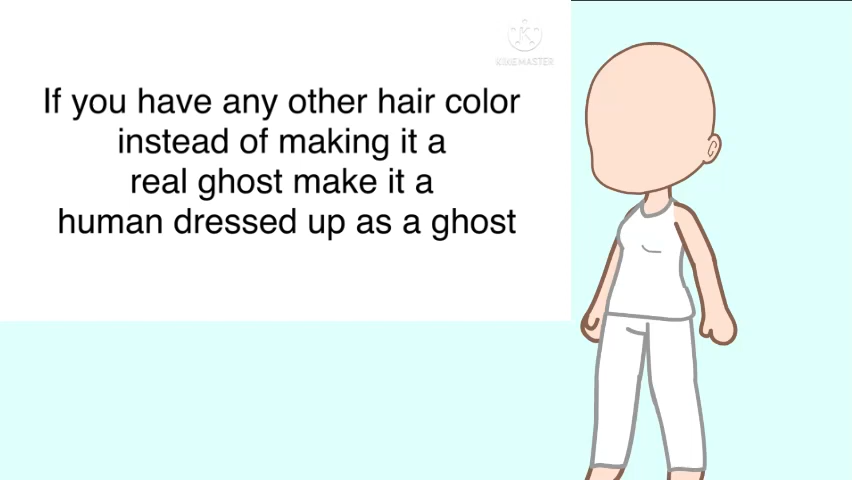 KINEMASTER
If you have any other hair color
instead of making it a
real ghost make it a
human dressed up as a ghost